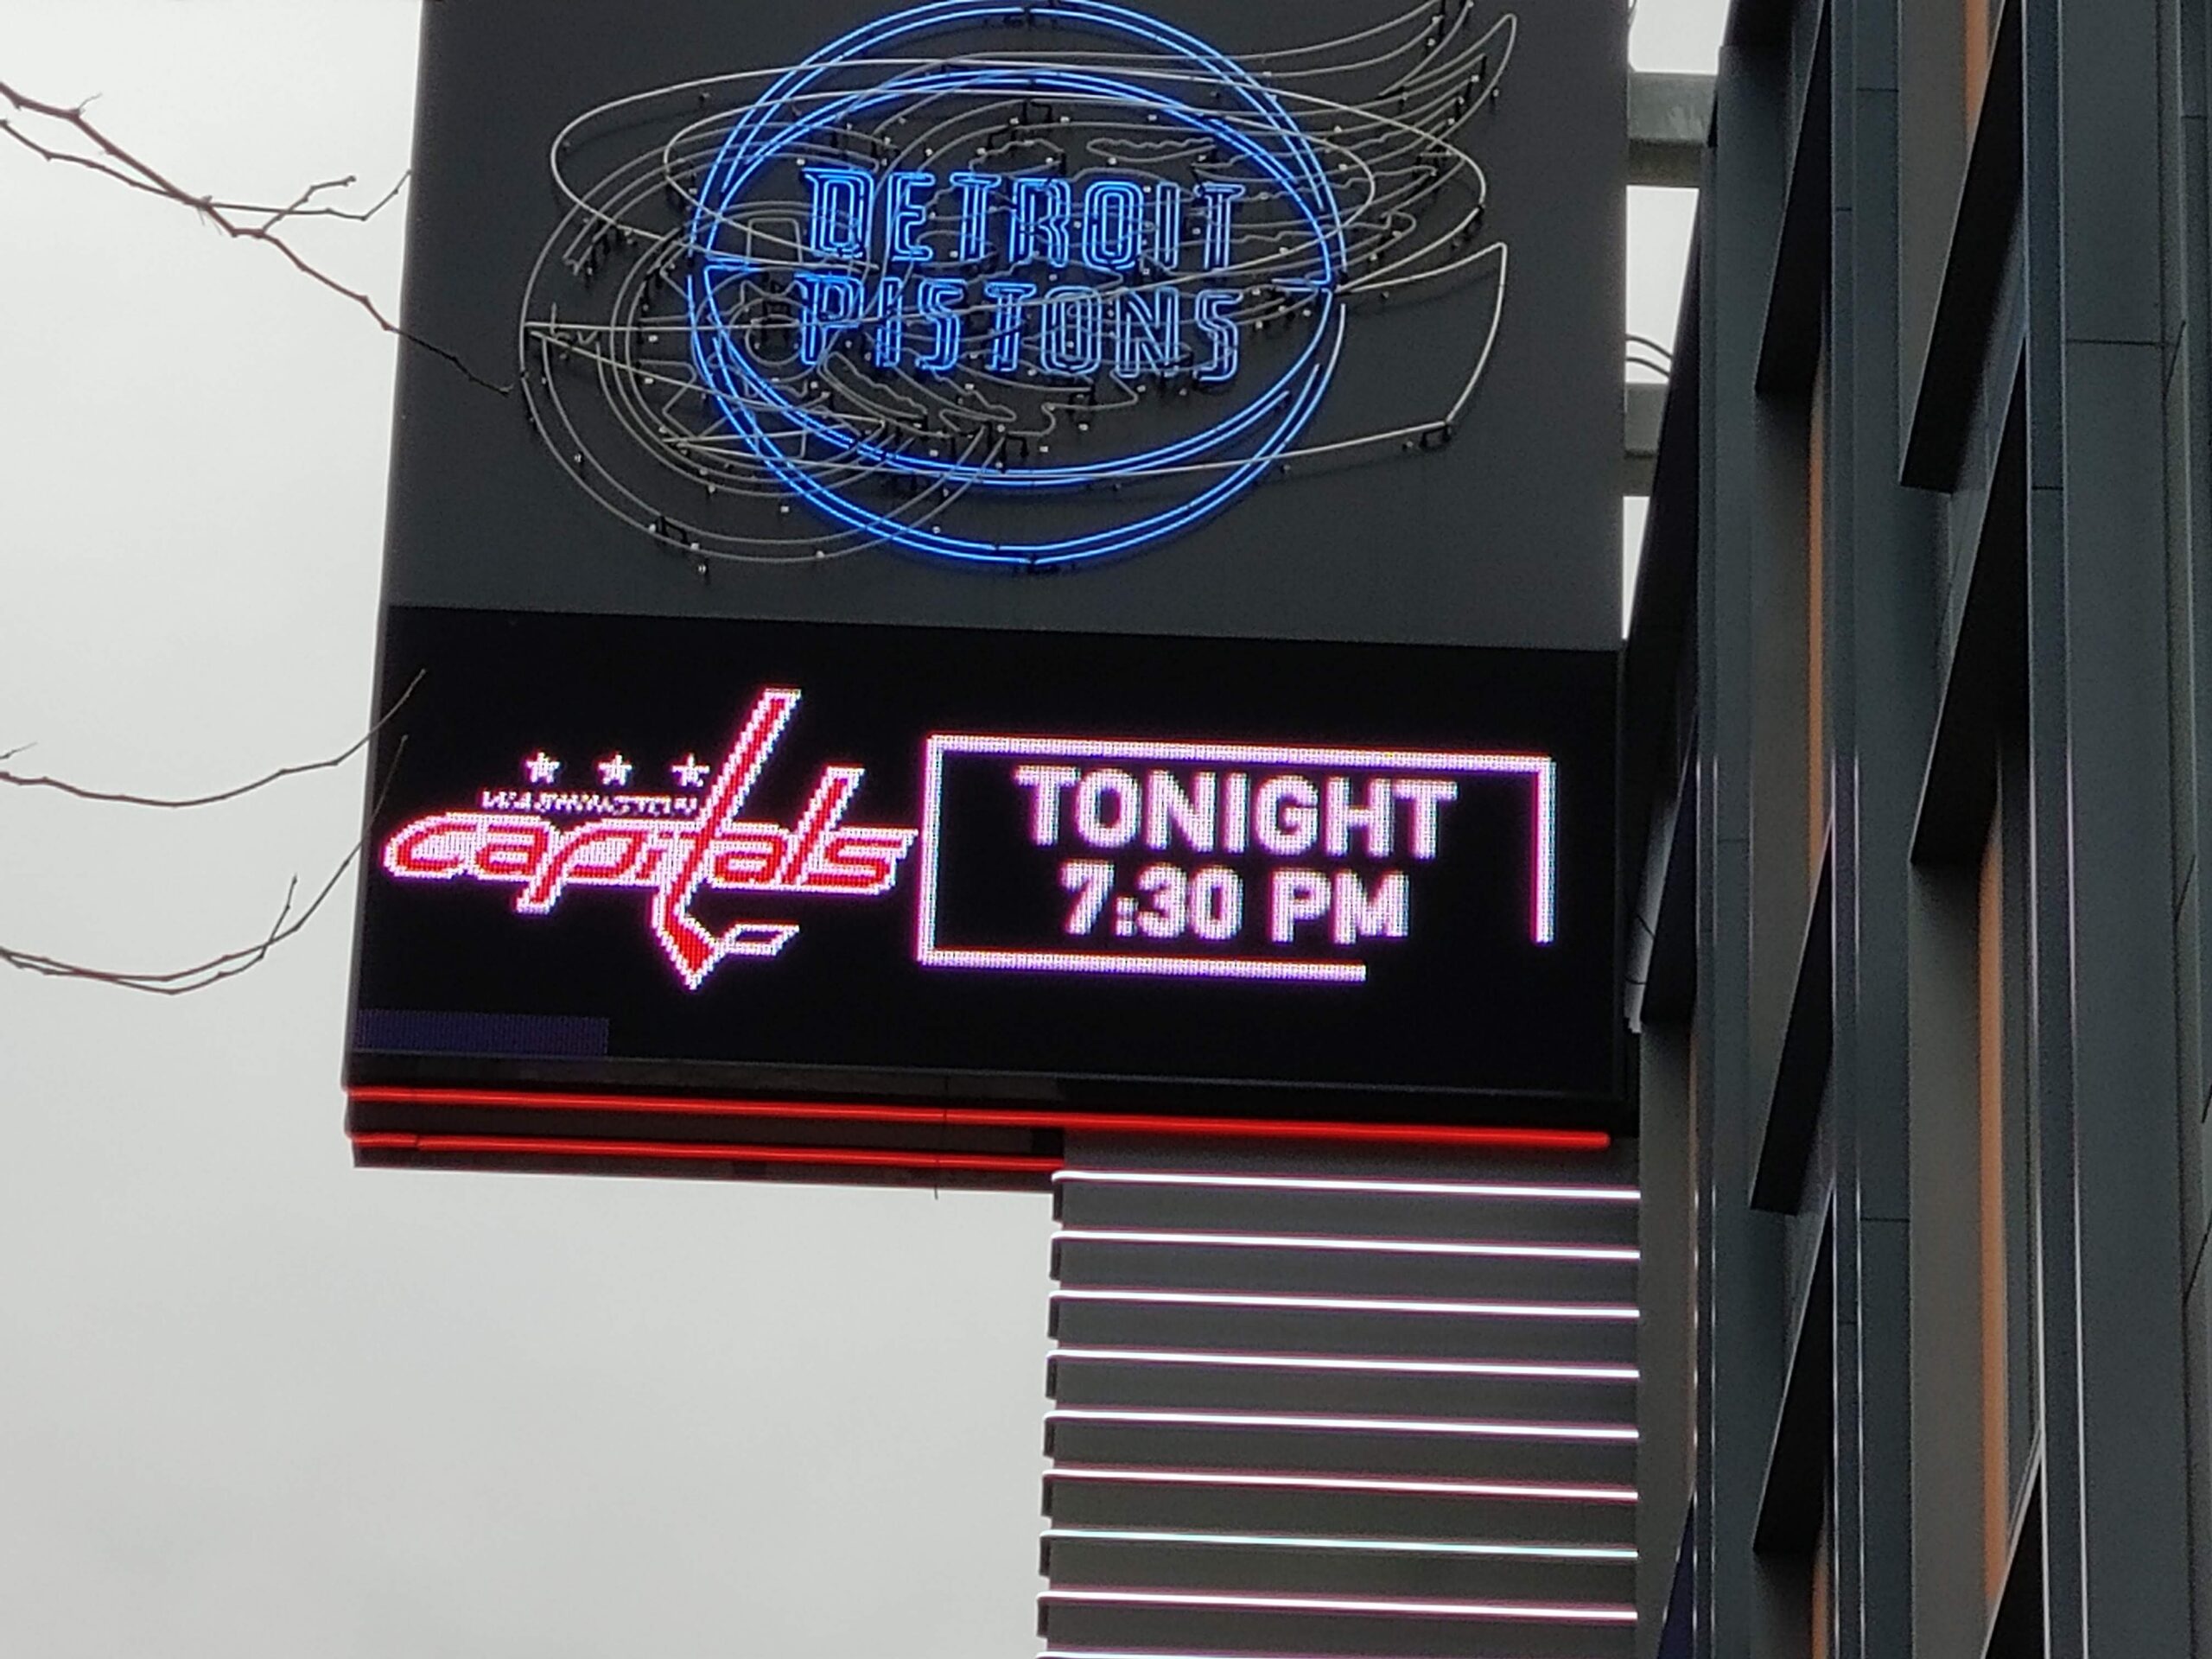 DETROIT
PISTONS
WASHINGTON
capitals
TONIGHT
7:30 PM